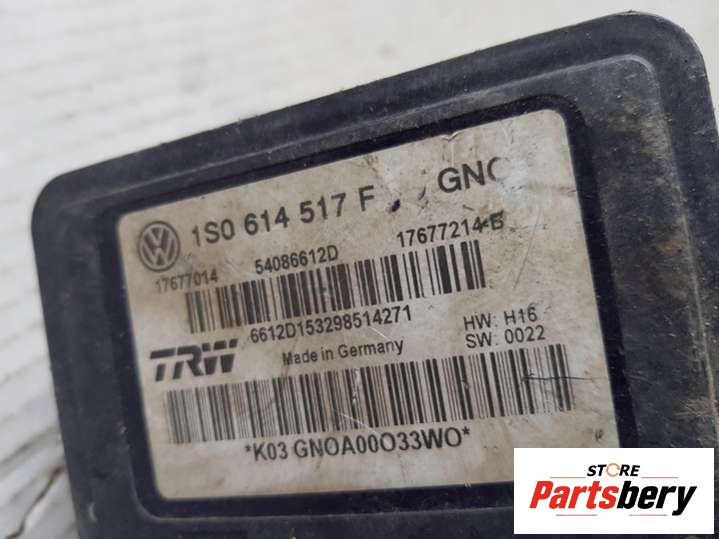 1S0 614 517 F
17677014 54086612D 17677214-B
6612D153298514271
TRW Made in Germany HW: H16
SW: 0022
*K03 GNOA00O33WO*
STORE
Partsbery